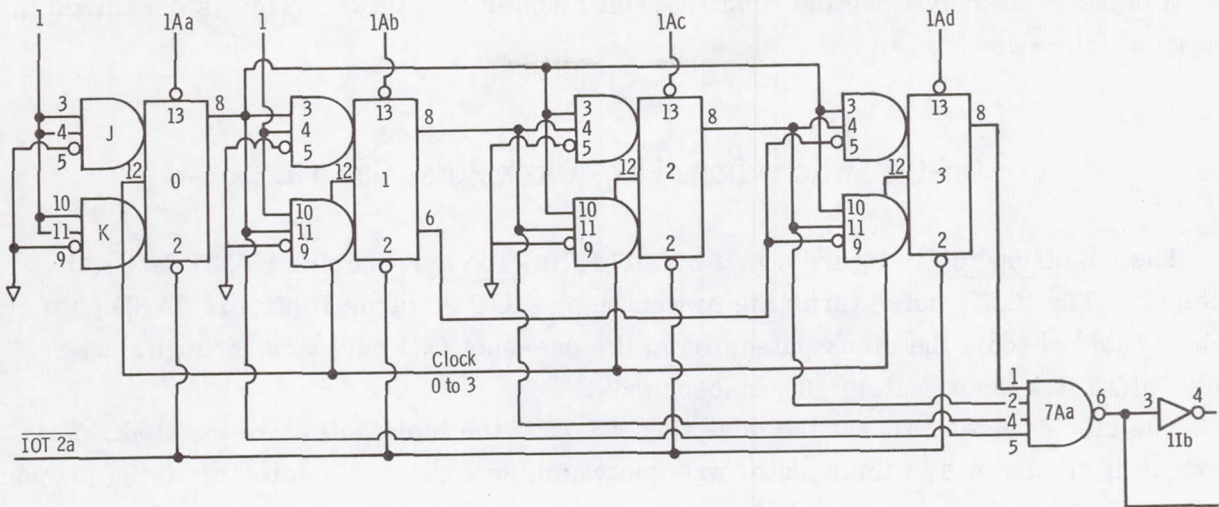 1 1Aa 1 1Ab 1Ac 1Ad
3 13 8 3 13 8 3 13 8 3 13 8
4 J 4 4 4
5 5 5 5
12 0 12 1 12 2 12 3
10 10 10 10
11 K 11 6 11 11
9 2 9 2 9 2 9 2
Clock
0 to 3
1
2 7Aa 6 3 4
4 11b
5
IOT 2a